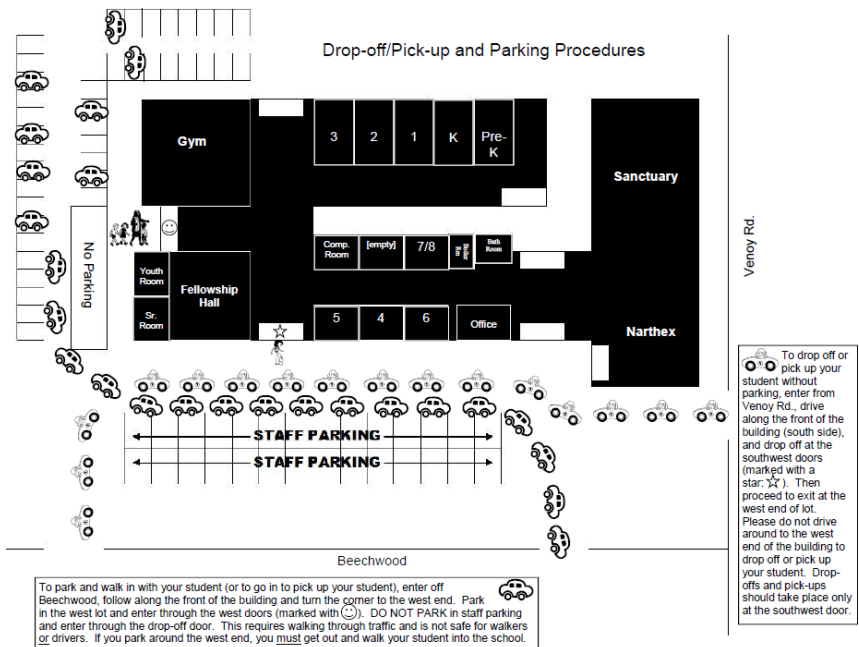 Drop-off/Pick-up and Parking Procedures
Gym
3
2
1
K
Pre-
K
Sanctuary
Venoy Rd.
No Parking
Comp.
Room
[empty]
7/8
Boiler
Rm
Bath
Room
Youth
Room
Fellowship
Hall
Sr.
Room
5
4
6
Office
Narthex
STAFF PARKING
STAFF PARKING
To drop off or
pick up your
student without
parking, enter from
Venoy Rd., drive
along the front of the
building (south side),
and drop off at the
southwest doors
(marked with a
star: ☆). Then
proceed to exit at the
west end of lot.
Please do not drive
around to the west
end of the building to
drop off or pick up
your student. Drop-
offs and pick-ups
should take place only
at the southwest door.
Beechwood
To park and walk in with your student (or to go in to pick up your student), enter off
Beechwood, follow along the front of the building and turn the corner to the west end. Park
in the west lot and enter through the west doors (marked with ☺). DO NOT PARK in staff parking
and enter through the drop-off door. This requires walking through traffic and is not safe for walkers
or drivers. If you park around the west end, you must get out and walk your student into the school.